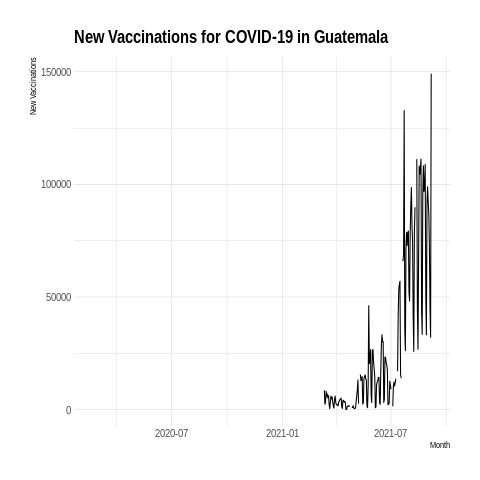 New Vaccinations for COVID-19 in Guatemala
New Vaccinations
150000
100000
50000
0
2020-07 2021-01 2021-07
Month